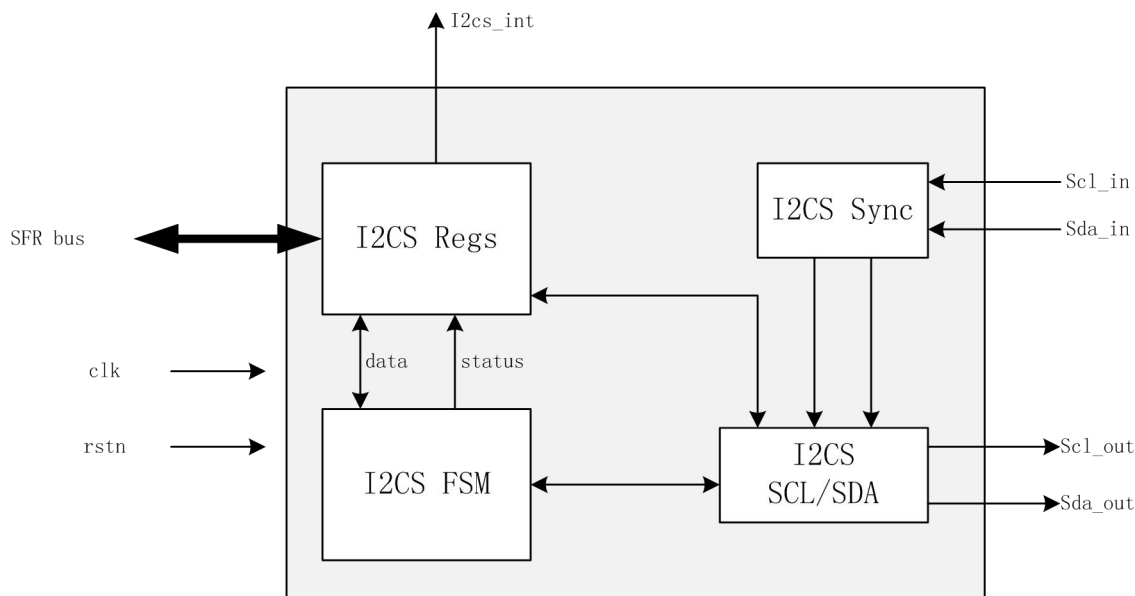 I2cs_int
Scl_in
I2CS Sync
Sda_in
SFR bus
I2CS Regs
data
status
clk
rstn
I2CS FSM
I2CS
SCL/SDA
Scl_out
Sda_out